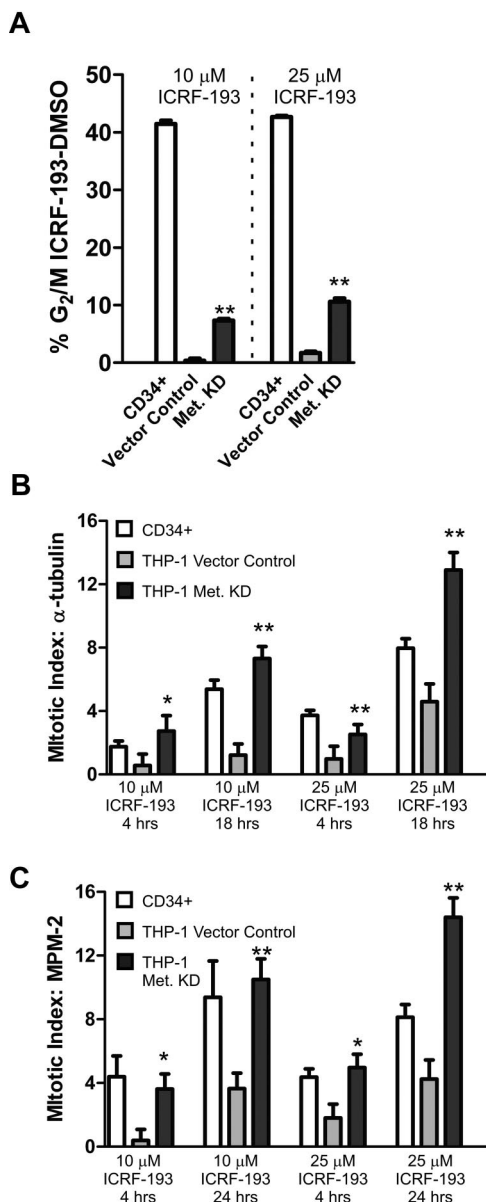 A
% G2/M ICRF-193-DMSO
50
40
30
20
10
0
10 μM
ICRF-193
25 μM
ICRF-193
**
**
CD34+
Vector Control
Met. KD
CD34+
Vector Control
Met. KD
B
MItotic Index: α-tubulin
16
12
8
4
0
CD34+
THP-1 Vector Control
THP-1 Met. KD
*
**
**
**
10 μM
ICRF-193
4 hrs
10 μM
ICRF-193
18 hrs
25 μM
ICRF-193
4 hrs
25 μM
ICRF-193
18 hrs
C
MItotic Index: MPM-2
16
12
8
4
0
CD34+
THP-1 Vector Control
THP-1
Met. KD
*
**
*
**
10 μM
ICRF-193
4 hrs
10 μM
ICRF-193
24 hrs
25 μM
ICRF-193
4 hrs
25 μM
ICRF-193
24 hrs